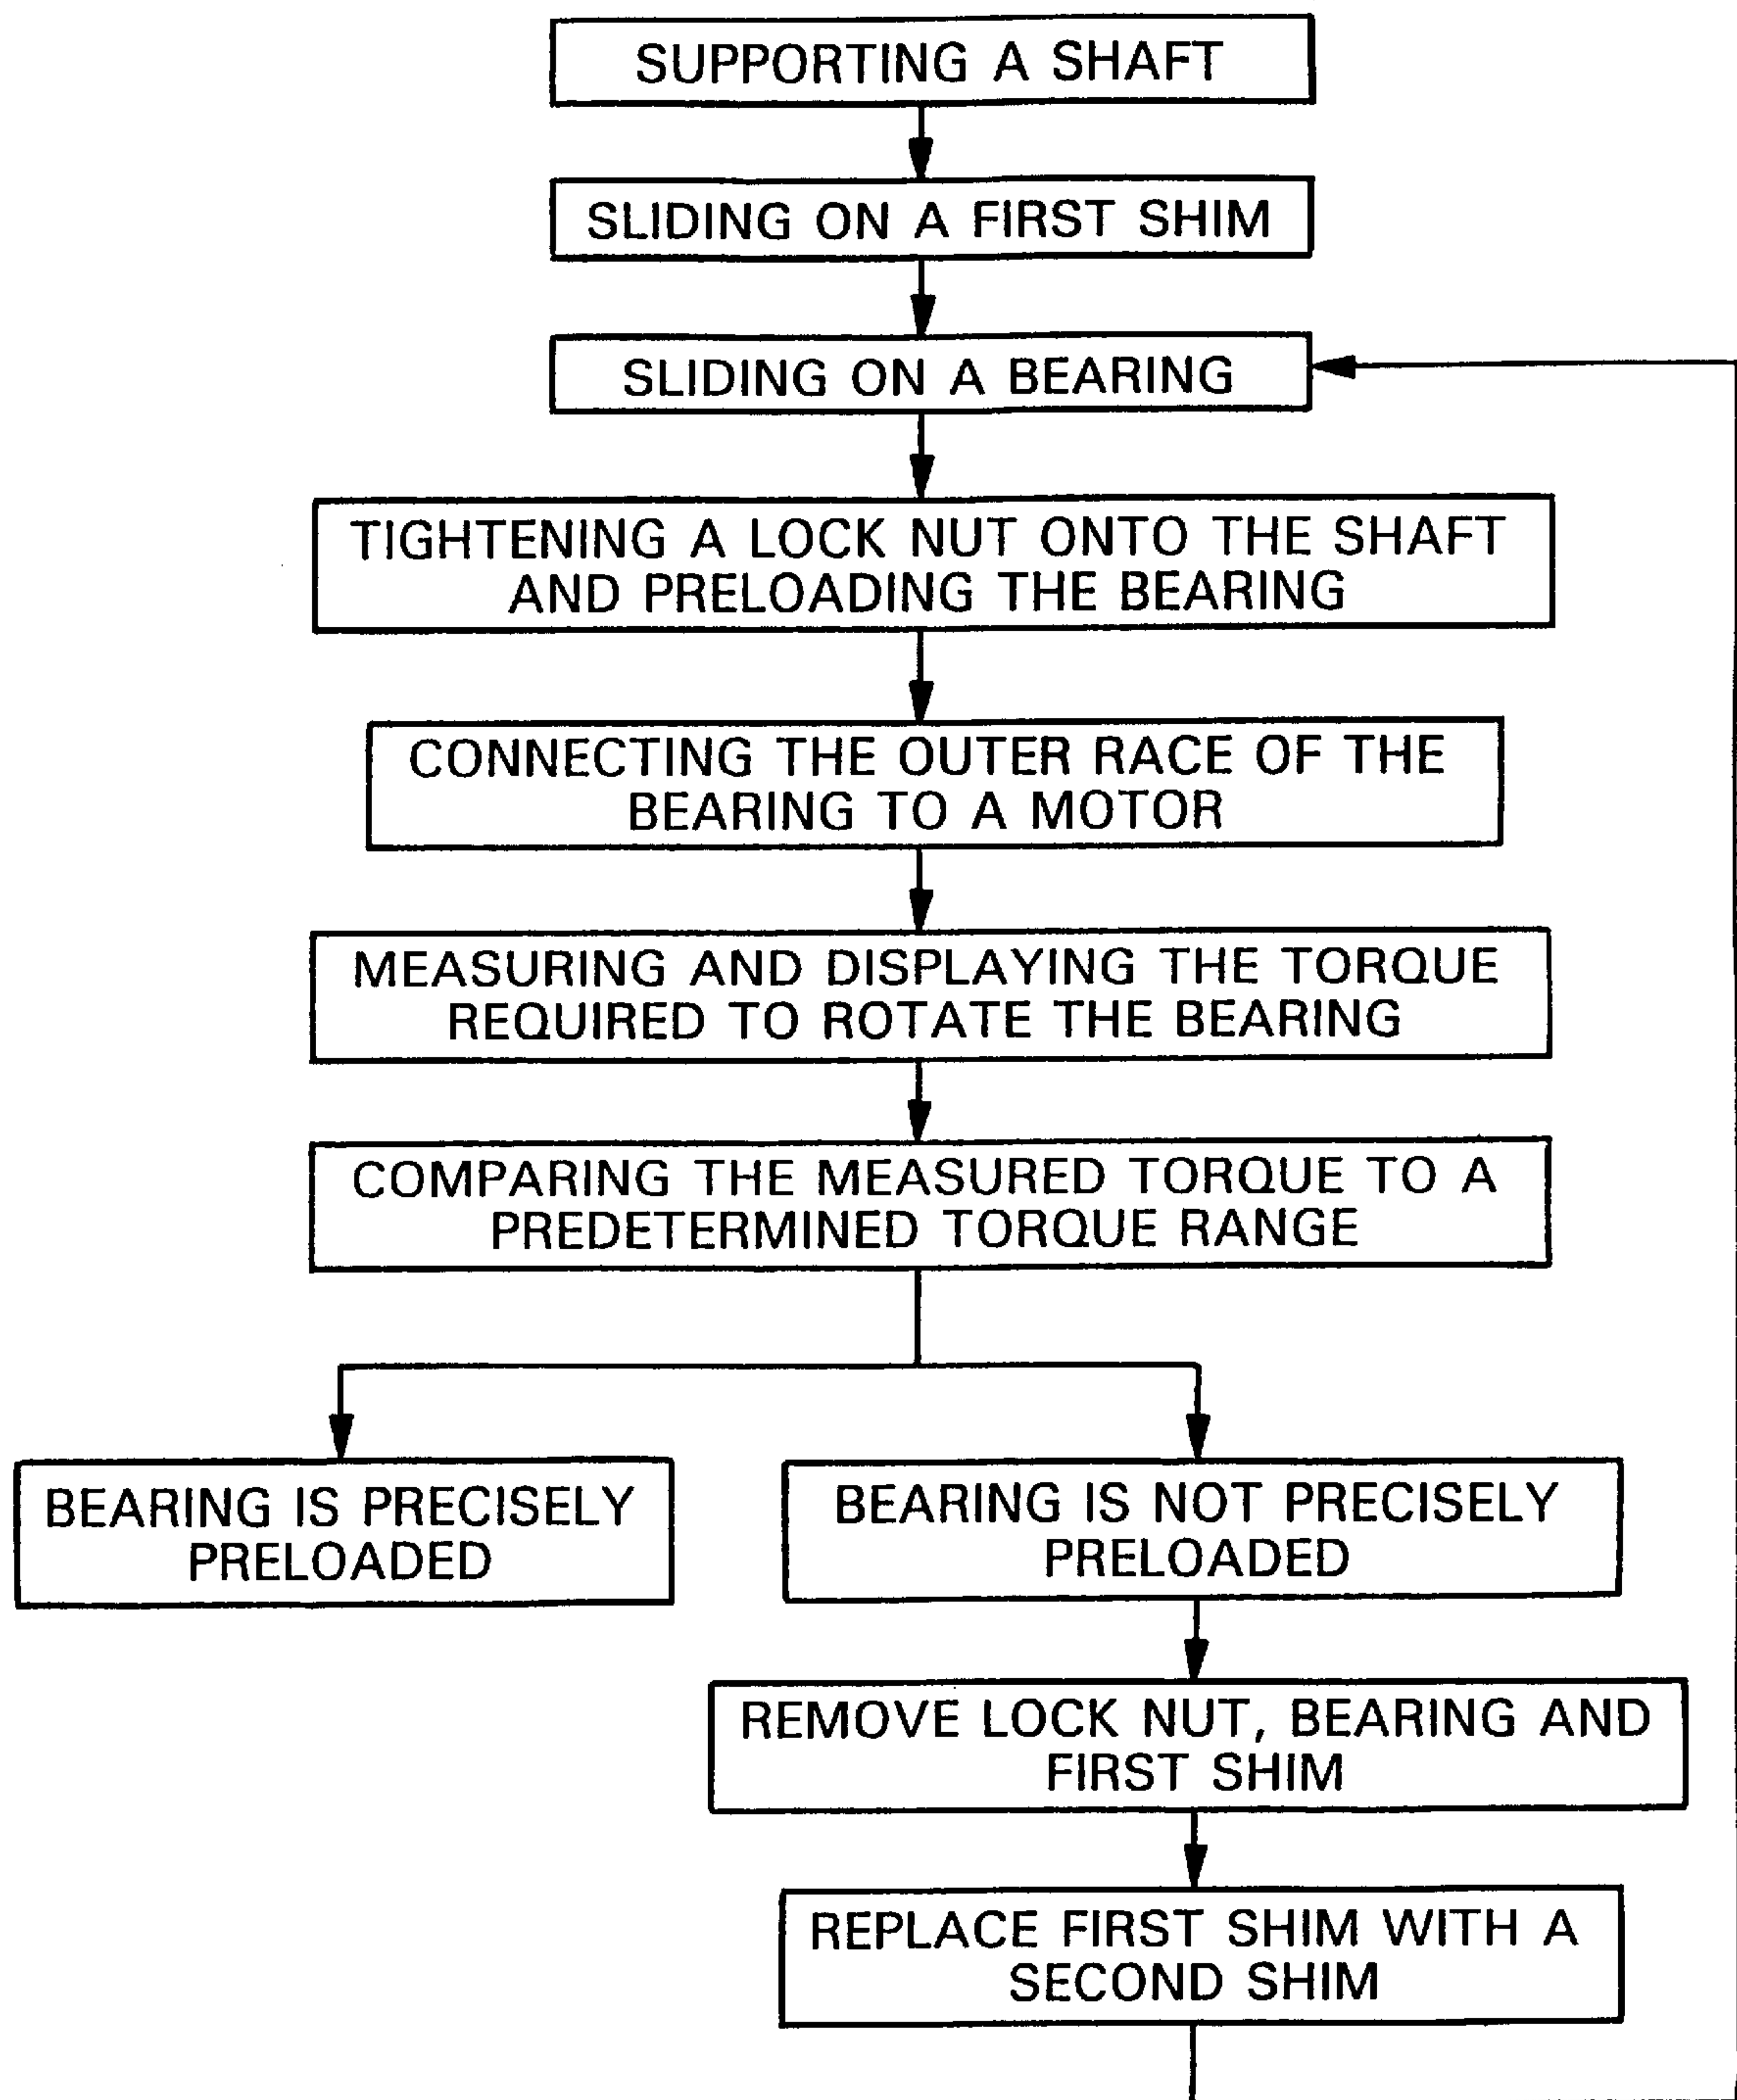 SUPPORTING A SHAFT
SLIDING ON A FIRST SHIM
SLIDING ON A BEARING
TIGHTENING A LOCK NUT ONTO THE SHAFT
AND PRELOADING THE BEARING
CONNECTING THE OUTER RACE OF THE
BEARING TO A MOTOR
MEASURING AND DISPLAYING THE TORQUE
REQUIRED TO ROTATE THE BEARING
COMPARING THE MEASURED TORQUE TO A
PREDETERMINED TORQUE RANGE
BEARING IS PRECISELY
PRELOADED
BEARING IS NOT PRECISELY
PRELOADED
REMOVE LOCK NUT, BEARING AND
FIRST SHIM
REPLACE FIRST SHIM WITH A
SECOND SHIM